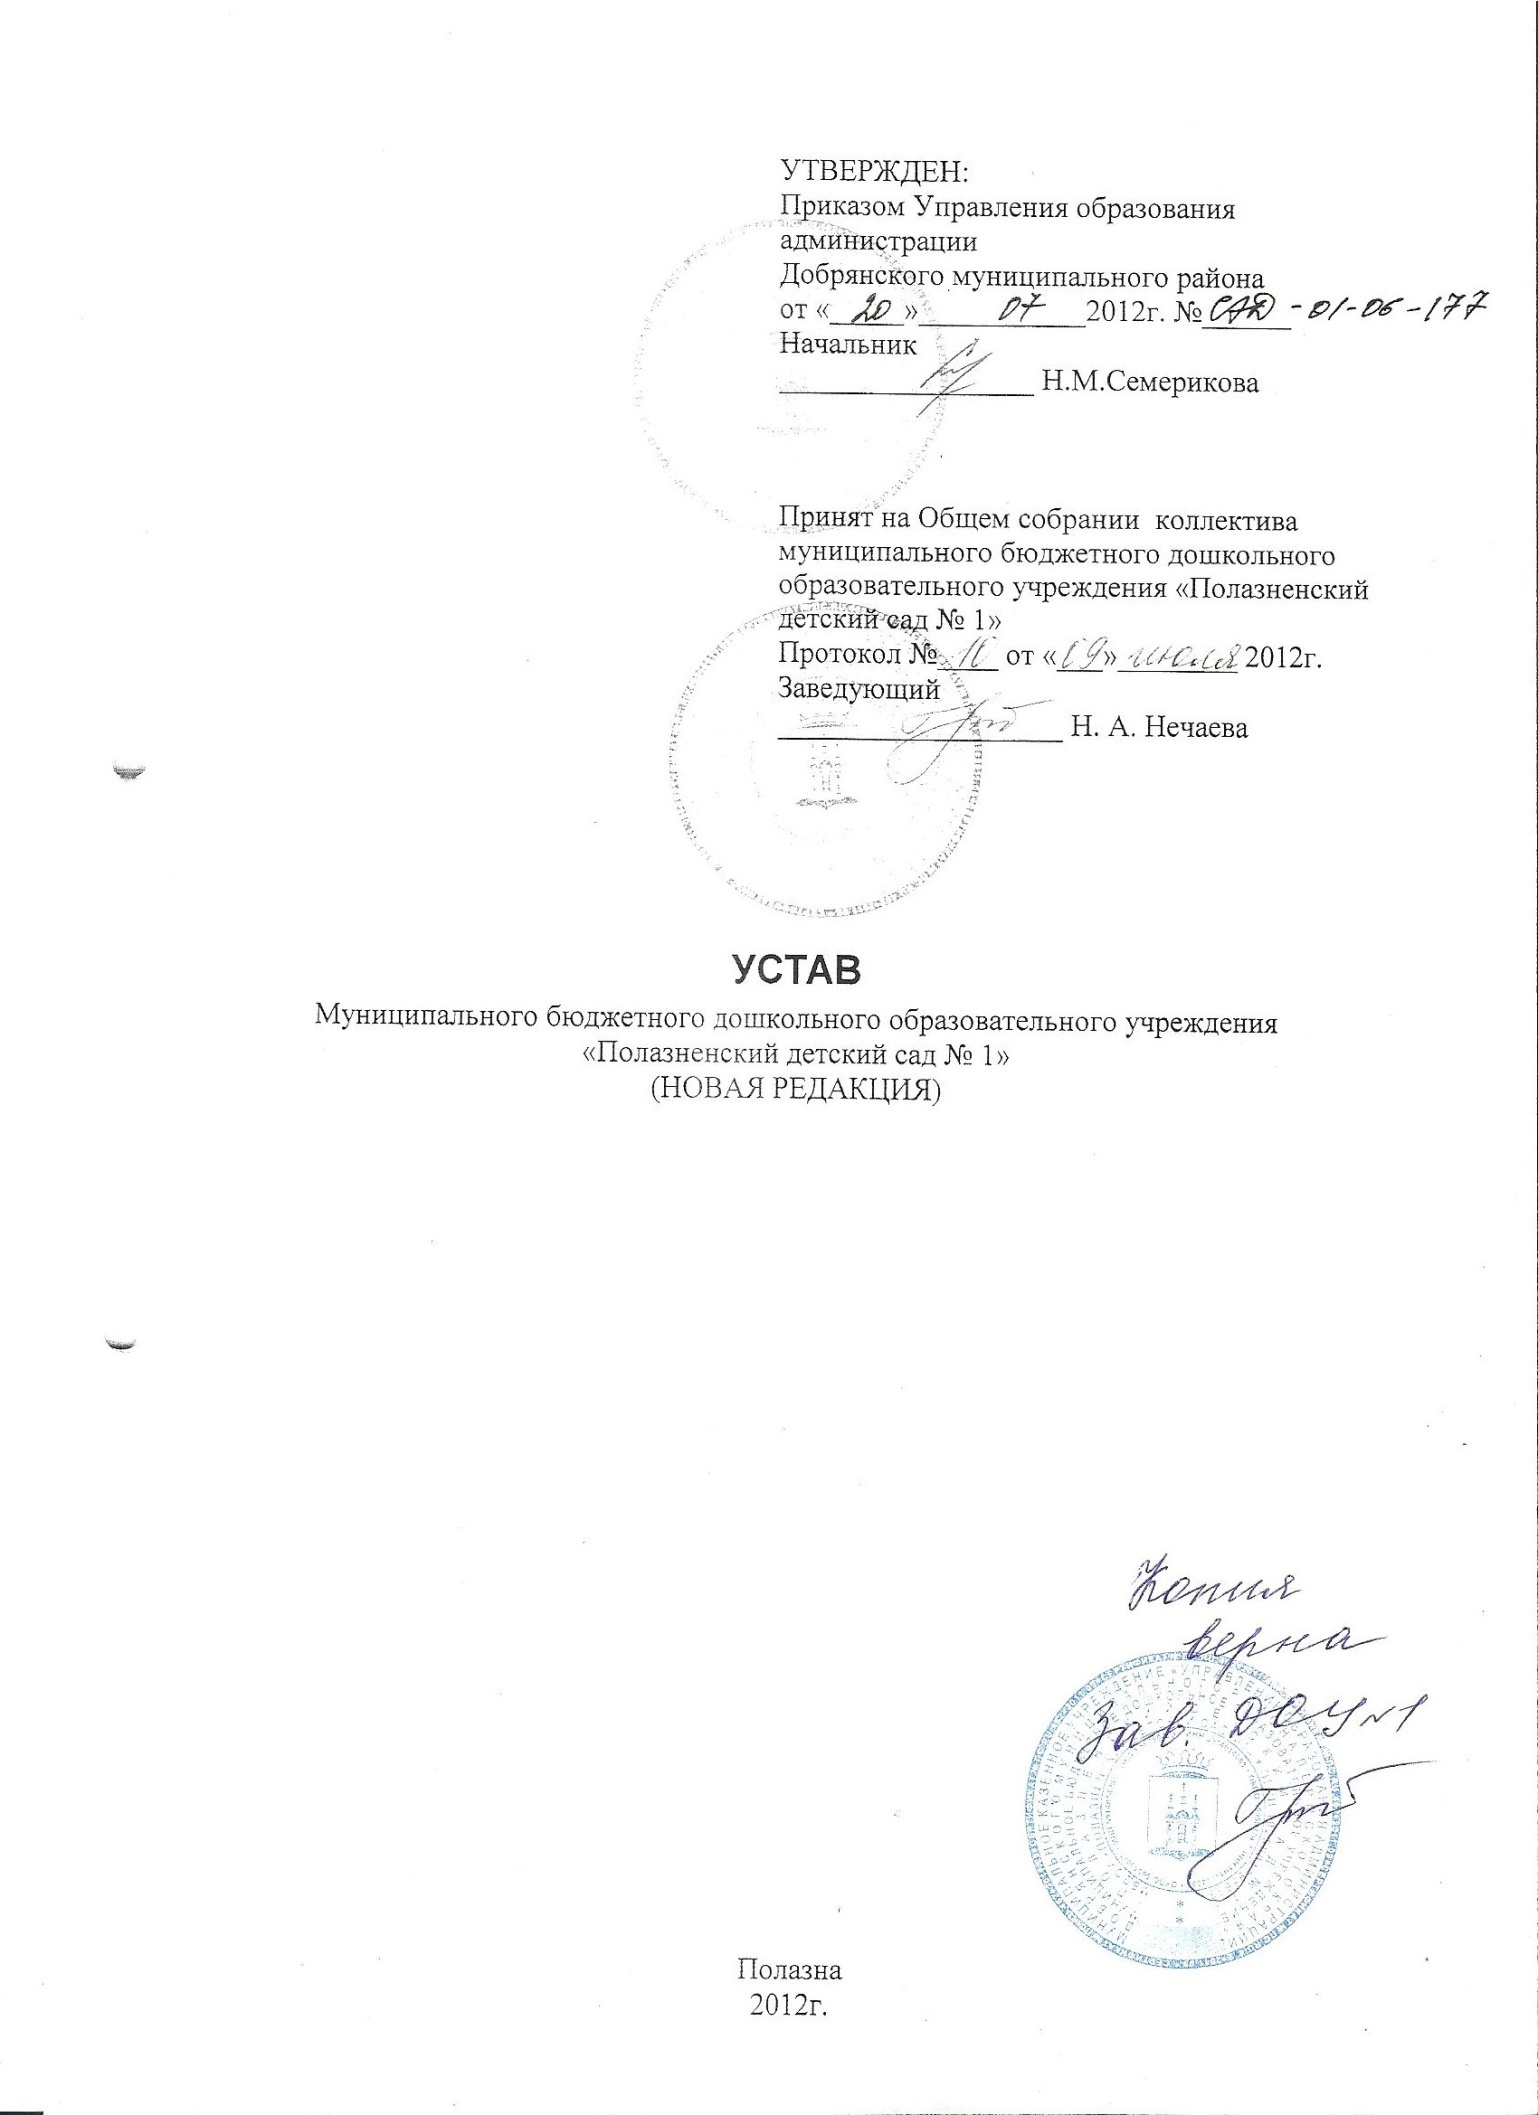 УТВЕРЖДЕН:
Приказом Управления образования
администрации
Добрянского муниципального района
от «20» 07 2012г. № СЭД -01-06-177
Начальник
Н.М.Семерикова
Принят на Общем собрании коллектива
муниципального бюджетного дошкольного
образовательного учреждения «Полазненский
детский сад № 1»
Протокол № 10 от «19» июля 2012г.
Заведующий
Н. А. Нечаева
УСТАВ
Муниципального бюджетного дошкольного образовательного учреждения
«Полазненский детский сад № 1»
(НОВАЯ РЕДАКЦИЯ)
Копия
верна
Зав. ДОУ №1
Полазна
2012г.